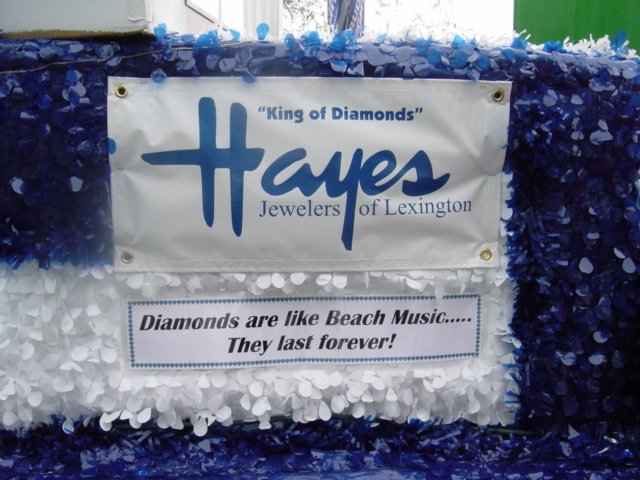 "King of Diamonds"
Hayes
Jewelers of Lexington
Diamonds are like Beach Music.....
They last forever!